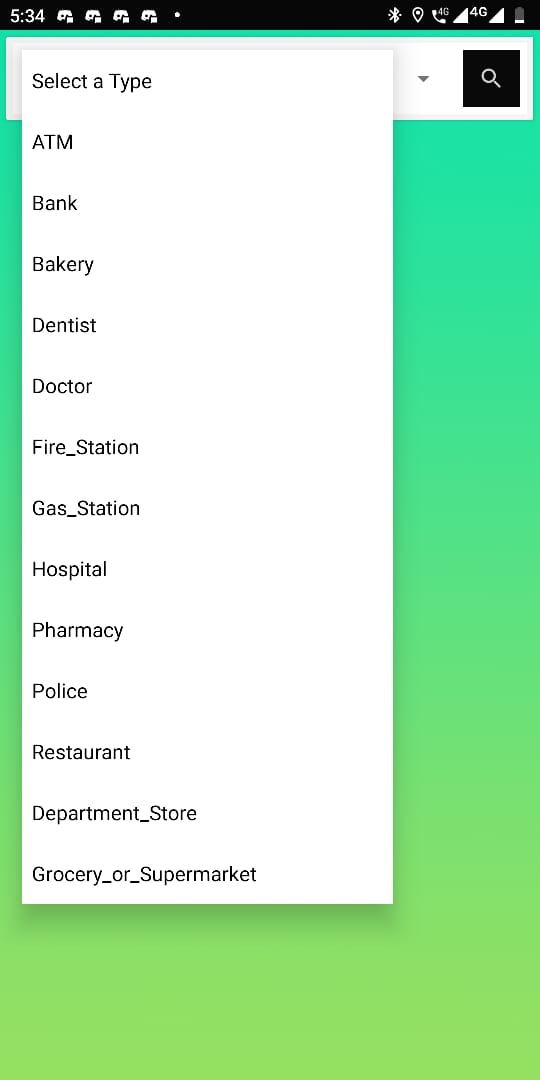 5:34
4G
4G
Select a Type
ATM
Bank
Bakery
Dentist
Doctor
Fire_Station
Gas_Station
Hospital
Pharmacy
Police
Restaurant
Department_Store
Grocery_or_Supermarket